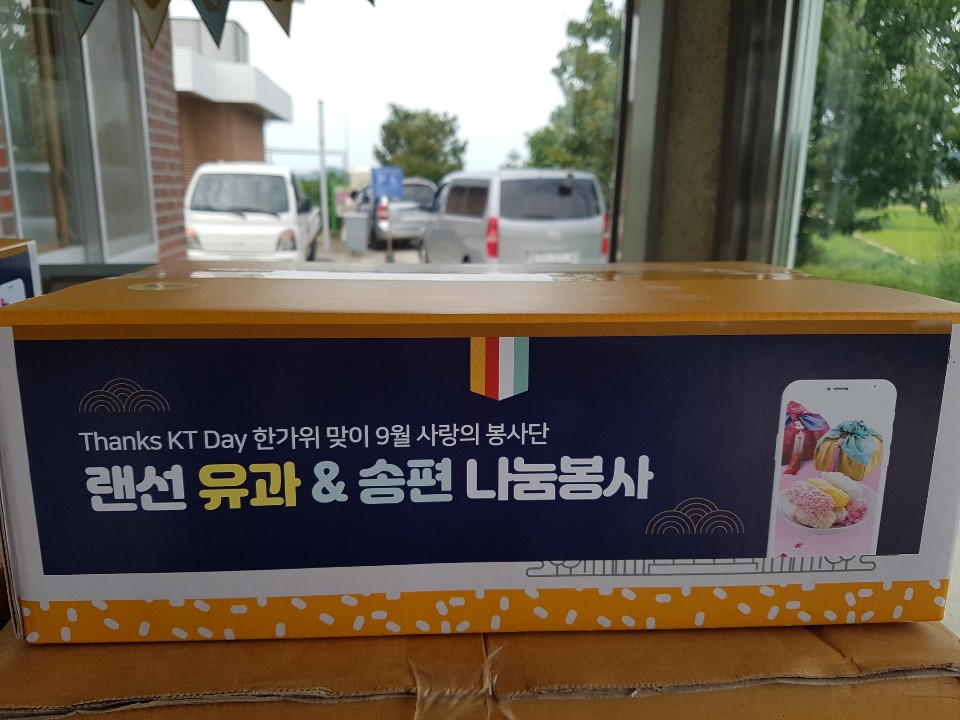 Thanks KT Day 한가위 맞이 9월 사랑의 봉사단
랜선 유과 & 송편 나눔봉사